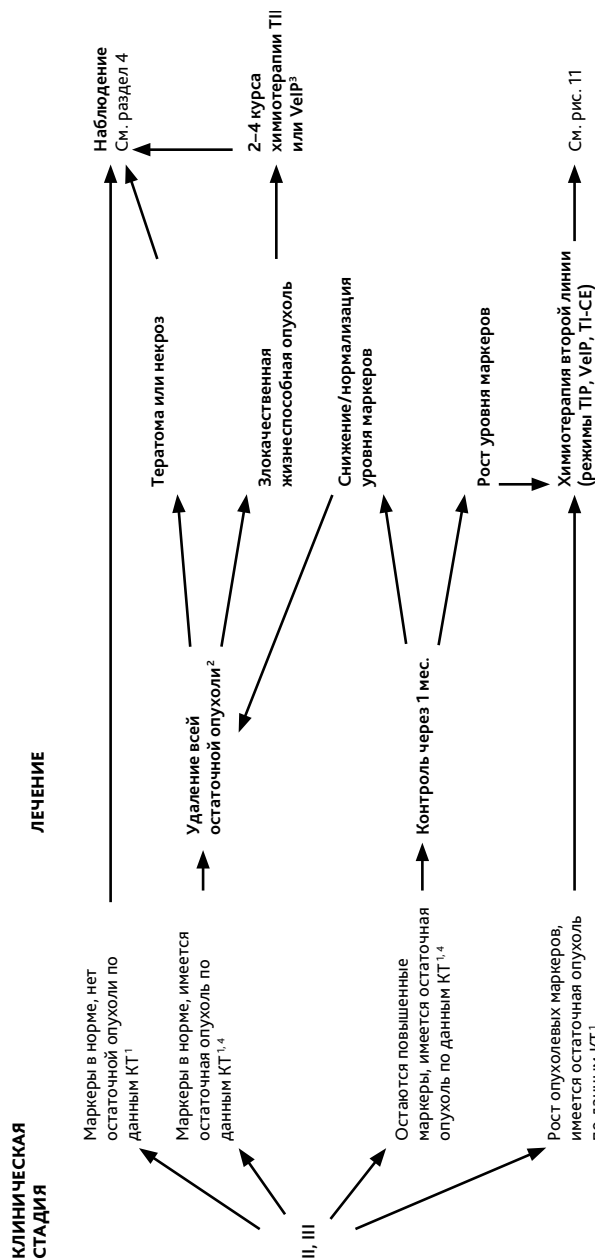 КЛИНИЧЕСКАЯ
СТАДИЯ
ЛЕЧЕНИЕ
II, III
Маркеры в норме, нет
остаточной опухоли по
данным КТ¹
Маркеры в норме, имеется
остаточная опухоль по
данным КТ¹,⁴
Остаются повышенные
маркеры, имеется остаточная
опухоль по данным КТ¹,⁴
Рост опухолевых маркеров,
имеется остаточная опухоль
по данным КТ¹
Удаление всей
остаточной опухоли²
Контроль через 1 мес.
Тератома или некроз
Злокачественная
жизнеспособная опухоль
Снижение/нормализация
уровня маркеров
Рост уровня маркеров
Химиотерапия второй линии
(режимы TIP, VeIP, TI-CE)
Наблюдение
См. раздел 4
2–4 курса
химиотерапии TII
или VeIP³
См. рис. 11